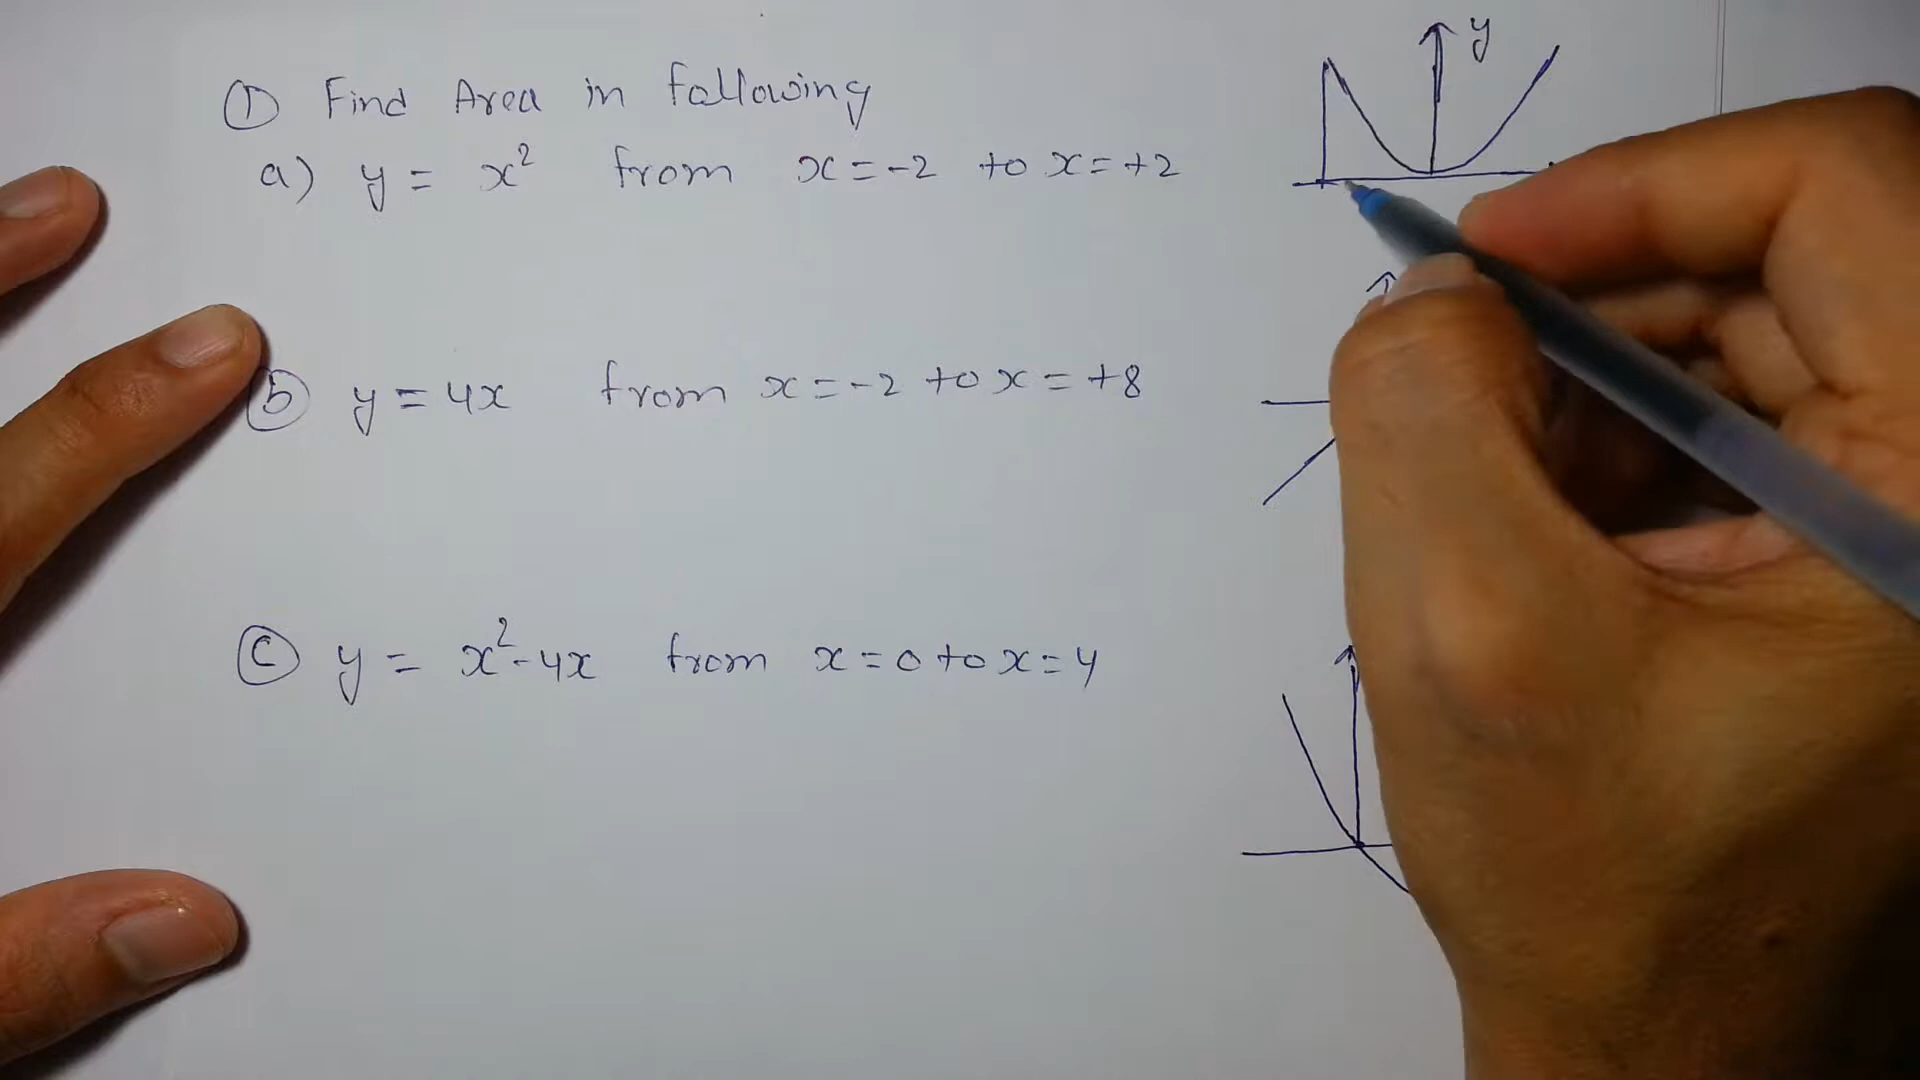 ① Find Area in following
y
a) y = x² from x = -2 to x = +2
ⓑ y = 4x from x = -2 to x = +8
ⓒ y = x² - 4x from x = 0 to x = 4